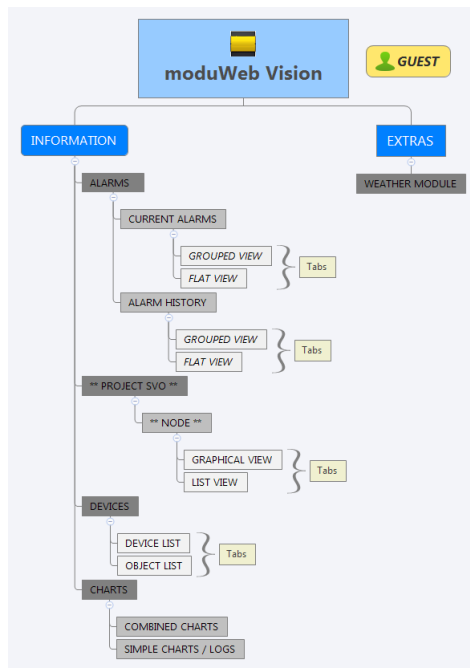 moduWeb Vision
GUEST
INFORMATION
EXTRAS
ALARMS
WEATHER MODULE
CURRENT ALARMS
GROUPED VIEW
FLAT VIEW
Tabs
ALARM HISTORY
GROUPED VIEW
FLAT VIEW
Tabs
** PROJECT SVO **
** NODE **
GRAPHICAL VIEW
LIST VIEW
Tabs
DEVICES
DEVICE LIST
OBJECT LIST
Tabs
CHARTS
COMBINED CHARTS
SIMPLE CHARTS / LOGS